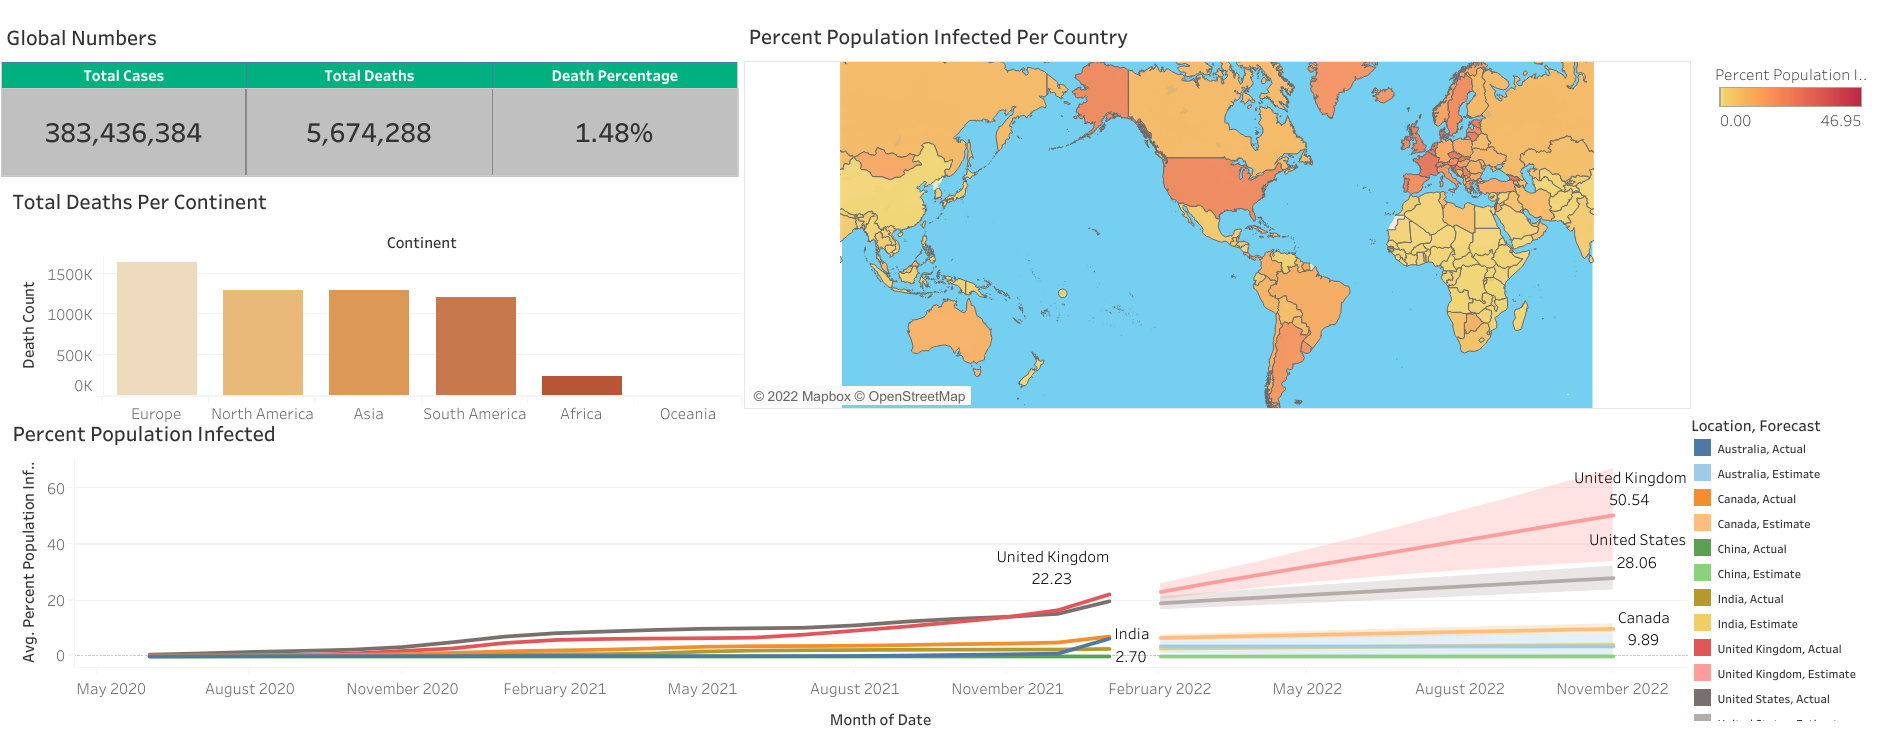 Global Numbers
Total Cases Total Deaths Death Percentage
383,436,384 5,674,288 1.48%
Total Deaths Per Continent
Continent
Death Count
1500K
1000K
500K
0K
Europe North America Asia South America Africa Oceania
Percent Population Infected Per Country
© 2022 Mapbox © OpenStreetMap
Percent Population I..
0.00 46.95
Percent Population Infected
Avg. Percent Population Inf..
60
40
20
0
United Kingdom
22.23
India
2.70
United Kingdom
50.54
United States
28.06
Canada
9.89
May 2020 August 2020 November 2020 February 2021 May 2021 August 2021 November 2021 February 2022 May 2022 August 2022 November 2022
Month of Date
Location, Forecast
Australia, Actual
Australia, Estimate
Canada, Actual
Canada, Estimate
China, Actual
China, Estimate
India, Actual
India, Estimate
United Kingdom, Actual
United Kingdom, Estimate
United States, Actual